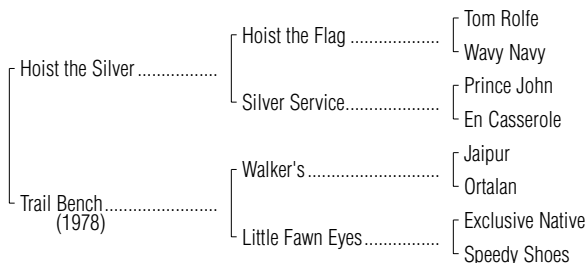 Tom Rolfe
Hoist the Flag ...................
Wavy Navy
Hoist the Silver .................
Prince John
Silver Service....................
En Casserole
Jaipur
Walker's ...........................
Ortalan
Trail Bench........................
(1978)
Exclusive Native
Little Fawn Eyes................
Speedy Shoes